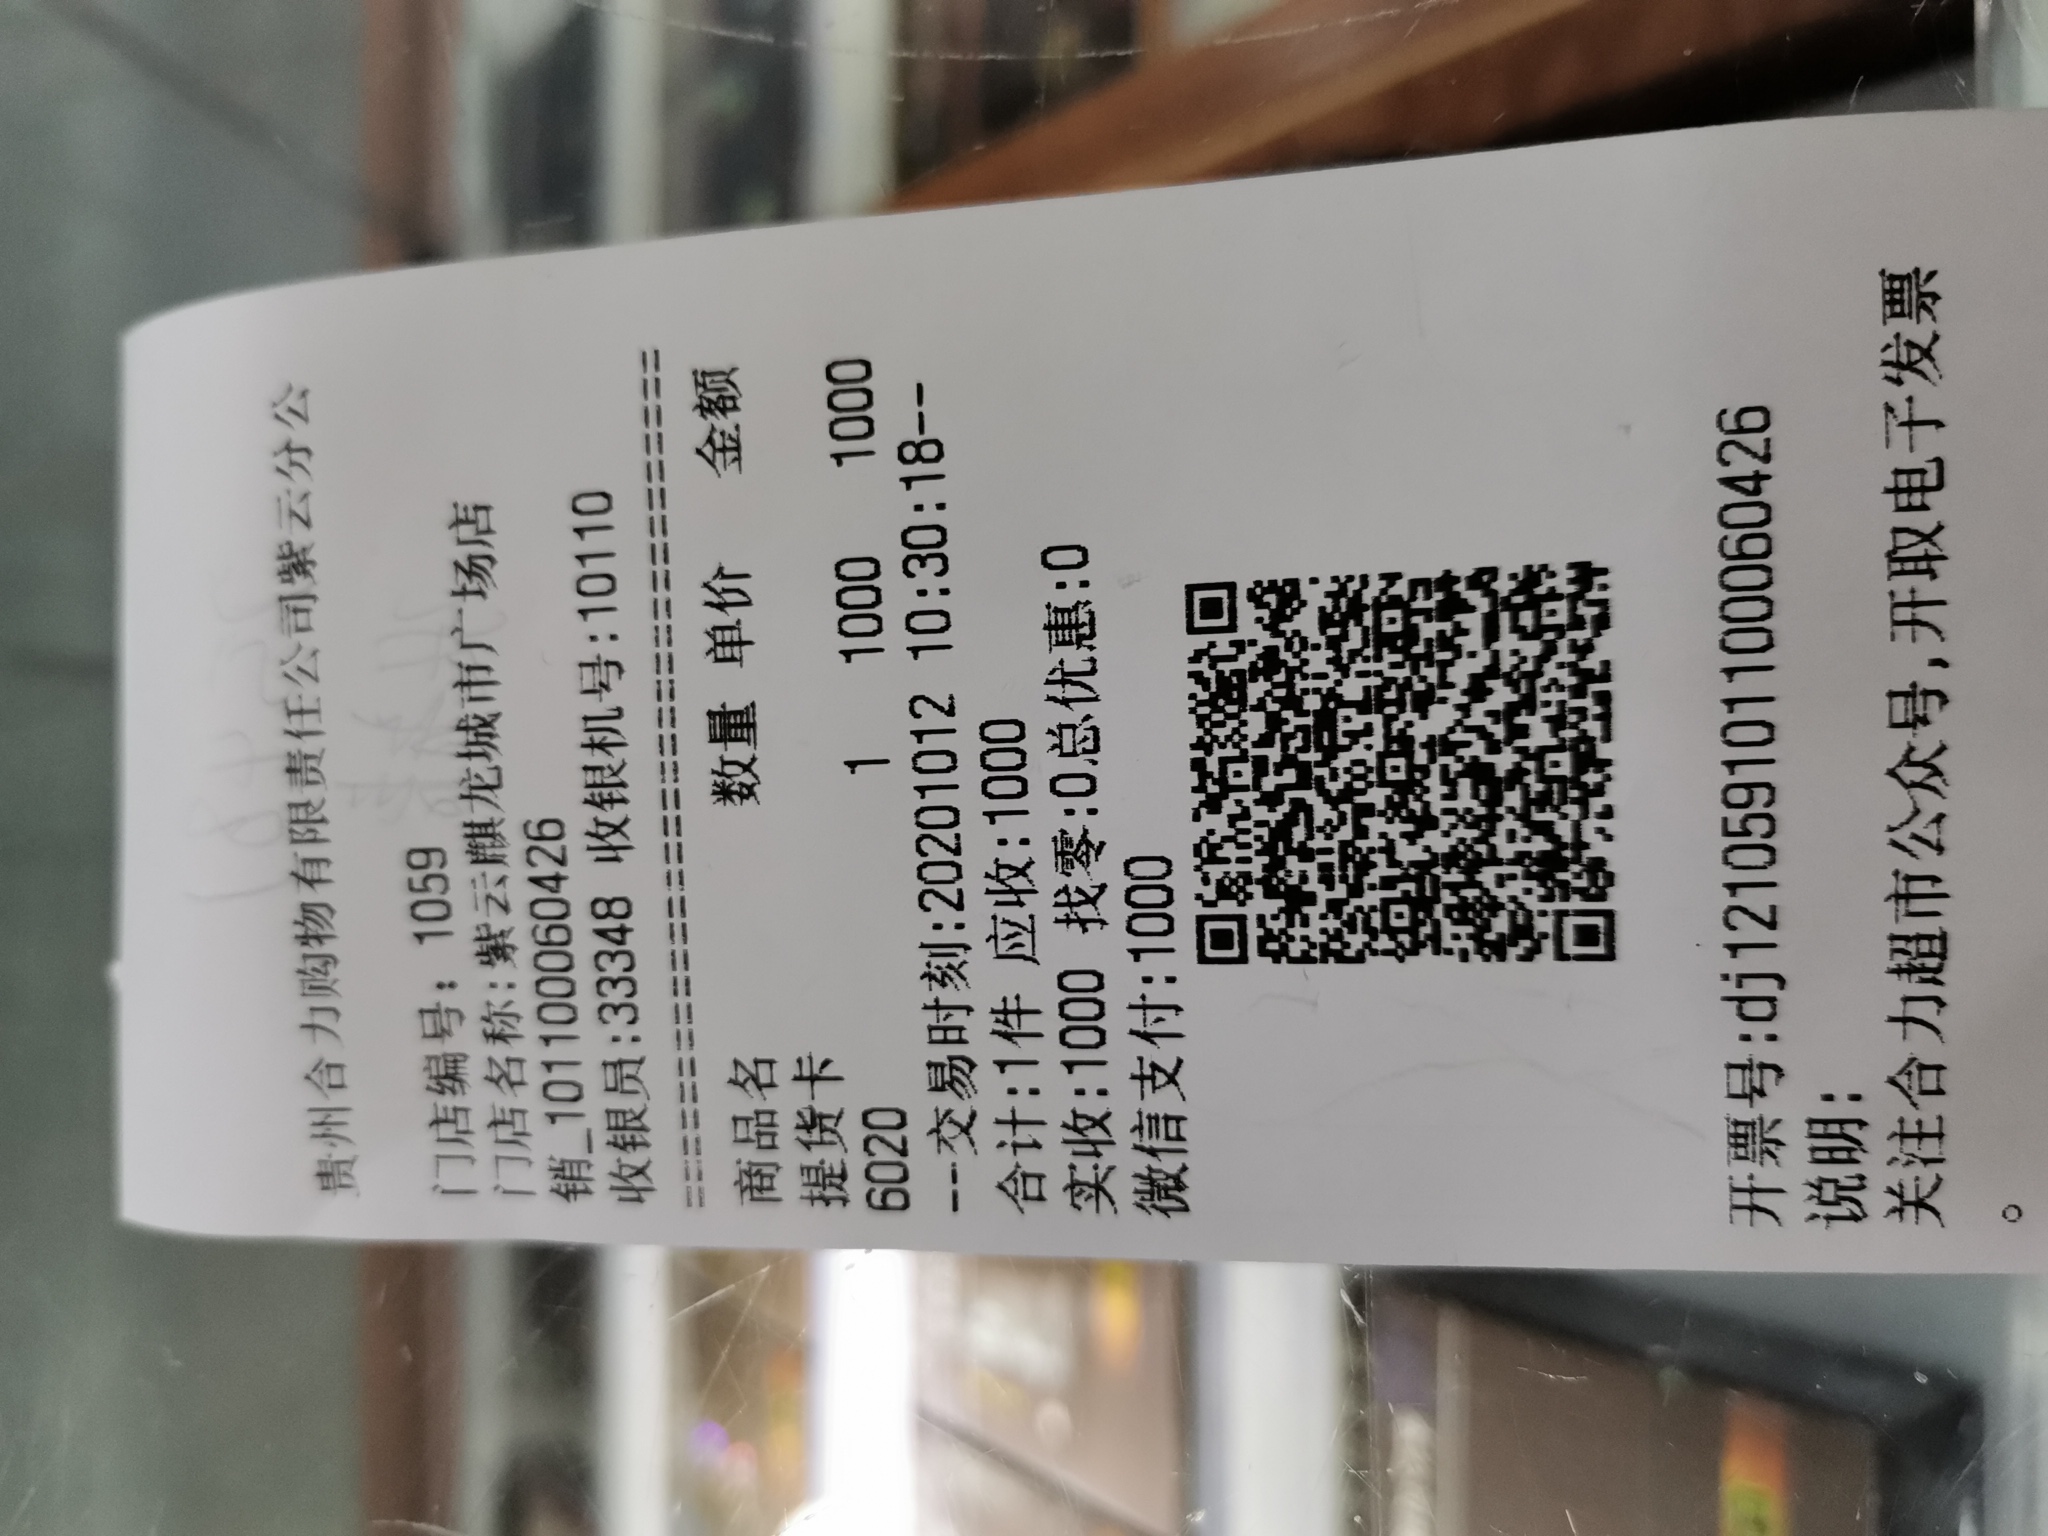 贵州合力购物有限责任公司紫云分公
门店编号： 1059
门店名称:紫云麒龙城市广场店
销_101100060426
收银员:33348 收银机号:10110
商品名 数量 单价 金额
提货卡
6020 1 1000 1000
---交易时刻:20201012 10:30:18--
合计:1件 应收:1000
实收:1000 找零:0总优惠:0
微信支付:1000
开票号:dj121059101100060426
说明:
关注合力超市公众号,开取电子发票
。